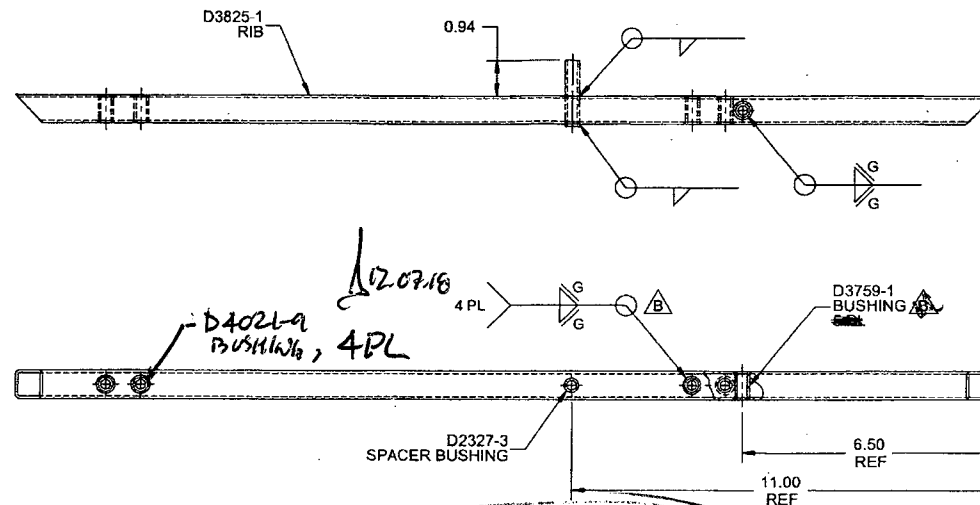 D3825-1
RIB
0.94
G
G
12.07.18
D4021-9
BUSHING, 4PL
4 PL
G
G
B
D3759-1
BUSHING
D2327-3
SPACER BUSHING
6.50
REF
11.00
REF